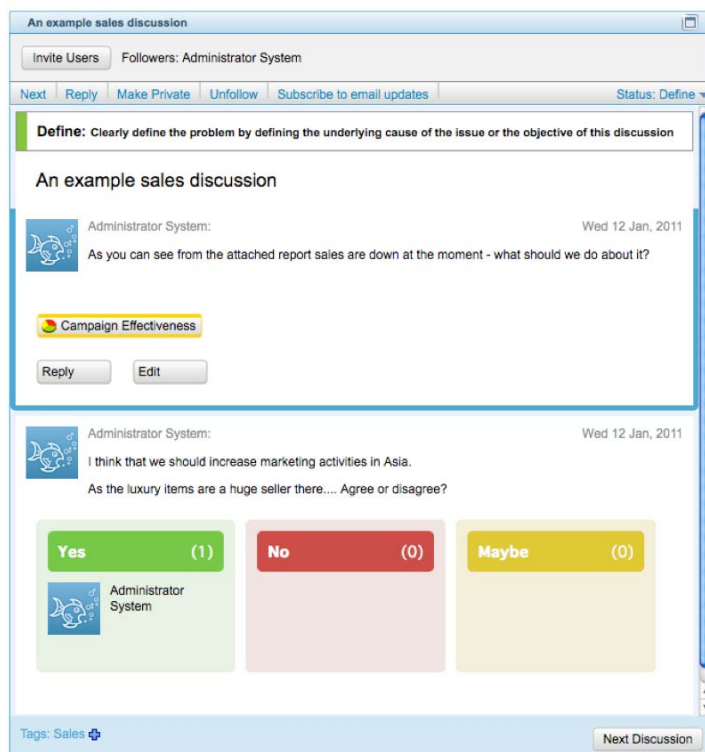 An example sales discussion
Invite Users Followers: Administrator System
Next Reply Make Private Unfollow Subscribe to email updates Status: Define
Define: Clearly define the problem by defining the underlying cause of the issue or the objective of this discussion
An example sales discussion
Administrator System: Wed 12 Jan, 2011
As you can see from the attached report sales are down at the moment - what should we do about it?
Campaign Effectiveness
Reply Edit
Administrator System: Wed 12 Jan, 2011
I think that we should increase marketing activities in Asia.
As the luxury items are a huge seller there.... Agree or disagree?
Yes (1) No (0) Maybe (0)
Administrator
System
Tags: Sales
Next Discussion